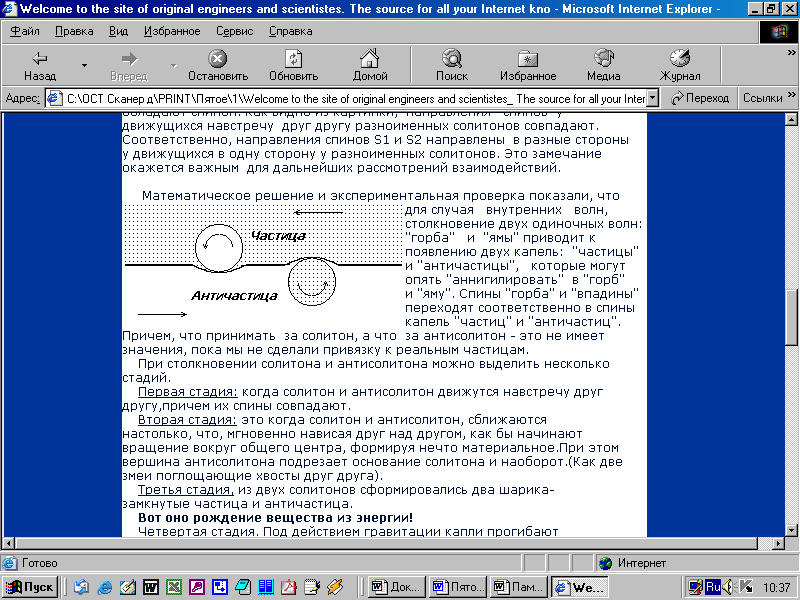 Welcome to the site of original engineers and scientistes. The source for all your Internet kno - Microsoft Internet Explorer -
Файл Правка Вид Избранное Сервис Справка
Назад Вперед Остановить Обновить Домой Поиск Избранное Медиа Журнал
Адрес: C:\ОСТ Сканер д\PRINT\Пятое\1\Welcome to the site of original engineers and scientistes_ The source for all your Inter Переход Ссылки »
обладают спином. Как видно из картинки, направления спинов у
движущихся навстречу друг другу разноименных солитонов совпадают.
Соответственно, направления спинов S1 и S2 направлены в разные стороны
у движущихся в одну сторону у разноименных солитонов. Это замечание
окажется важным для дальнейших рассмотрений взаимодействий.
Математическое решение и экспериментальная проверка показали, что
для случая внутренних волн,
столкновение двух одиночных волн:
"горба" и "ямы" приводит к
появлению двух капель: "частицы"
и "античастицы", которые могут
опять "аннигилировать" в "горб"
и "яму". Спины "горба" и "впадины"
переходят соответственно в спины
капель "частиц" и "античастиц".
Частица
Античастица
Причем, что принимать за солитон, а что за антисолитон - это не имеет
значения, пока мы не сделали привязку к реальным частицам.
При столкновении солитона и антисолитона можно выделить несколько
стадий.
Первая стадия: когда солитон и антисолитон движутся навстречу друг
другу,причем их спины совпадают.
Вторая стадия: это когда солитон и антисолитон, сближаются
настолько, что, мгновенно нависая друг над другом, как бы начинают
вращение вокруг общего центра, формируя нечто материальное.При этом
вершина антисолитона подрезает основание солитона и наоборот.(Как две
змеи поглощающие хвосты друг друга).
Третья стадия, из двух солитонов сформировались два шарика-
замкнутые частица и античастица.
Вот оно рождение вещества из энергии!
Четвертая стадия. Под действием гравитации капли прогибают
Готово Интернет
Пуск Док... Пято... Пам... We... Ru 10:37